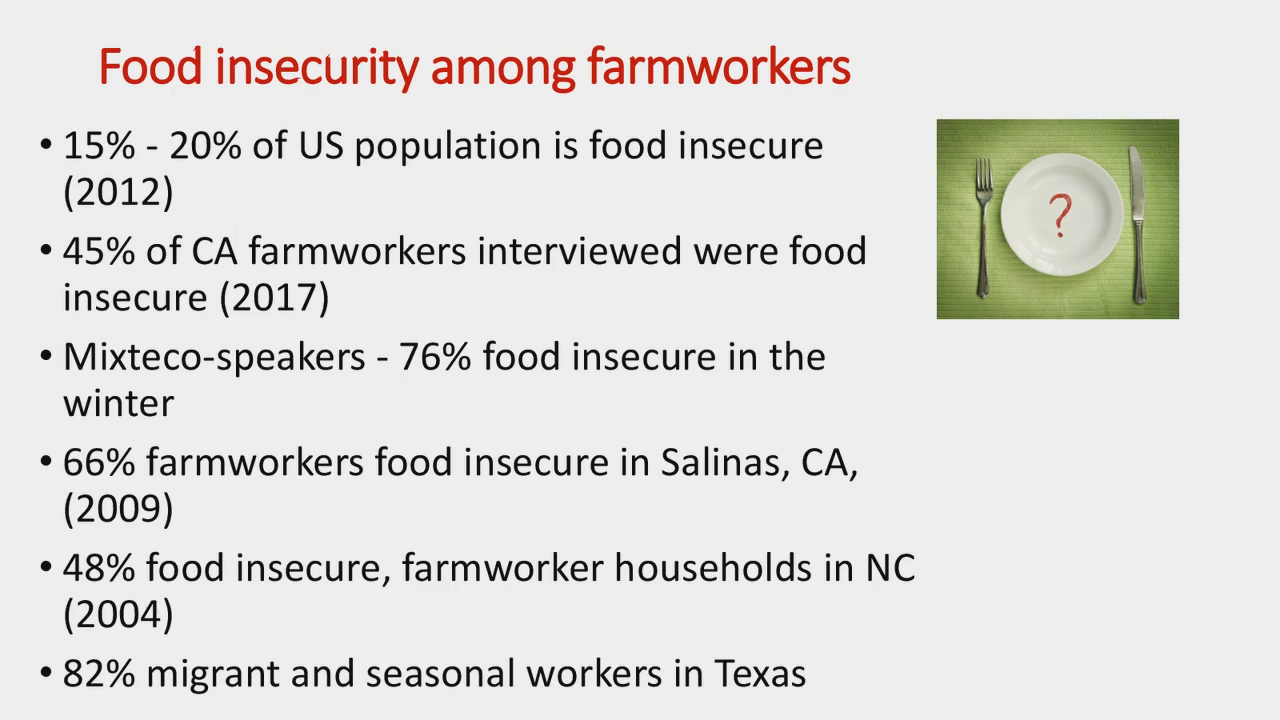 Food insecurity among farmworkers
• 15% - 20% of US population is food insecure
(2012)
• 45% of CA farmworkers interviewed were food
insecure (2017)
• Mixteco-speakers - 76% food insecure in the
winter
• 66% farmworkers food insecure in Salinas, CA,
(2009)
• 48% food insecure, farmworker households in NC
(2004)
• 82% migrant and seasonal workers in Texas
?